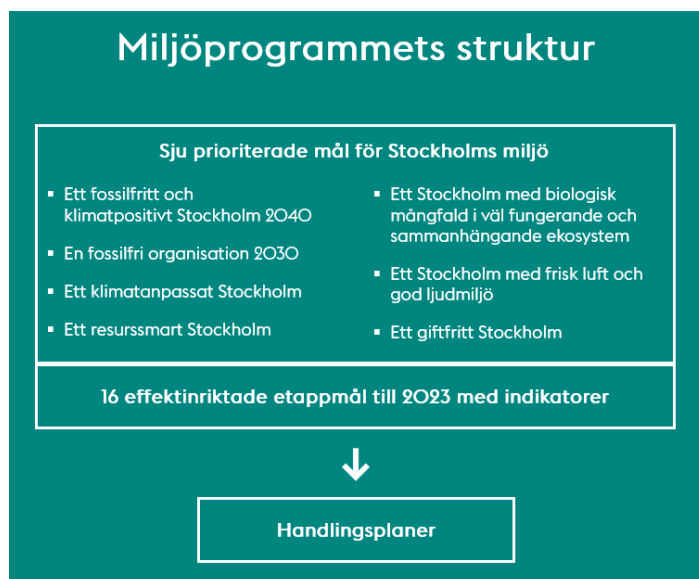 Miljöprogrammets struktur
Sju prioriterade mål för Stockholms miljö
▪ Ett fossilfritt och
klimatpositivt Stockholm 2040
▪ En fossilfri organisation 2030
▪ Ett klimatanpassat Stockholm
▪ Ett resurssmart Stockholm
▪ Ett Stockholm med biologisk
mångfald i väl fungerande och
sammanhängande ekosystem
▪ Ett Stockholm med frisk luft och
god ljudmiljö
▪ Ett giftfritt Stockholm
16 effektinriktade etappmål till 2023 med indikatorer
Handlingsplaner